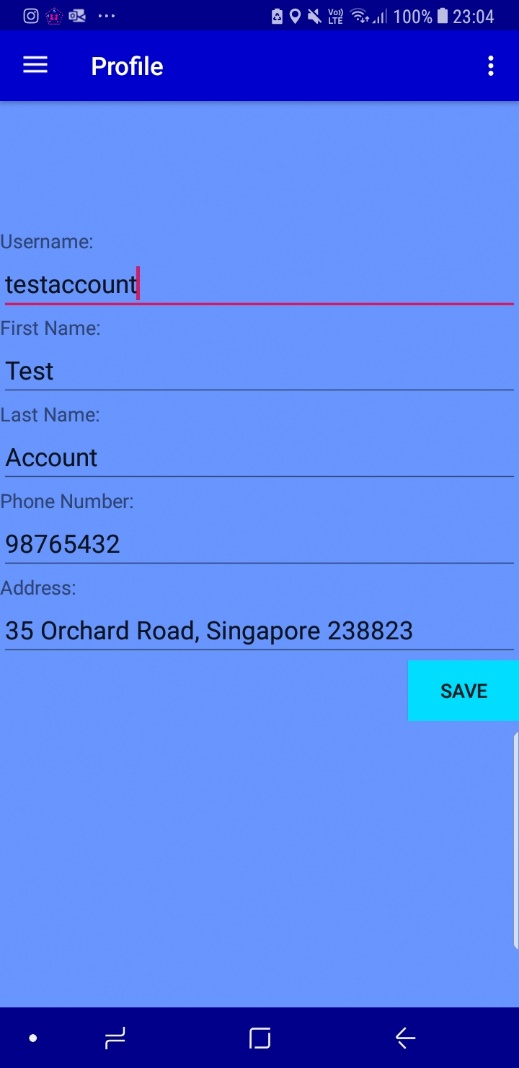 100% 23:04
Profile
Username:
testaccount
First Name:
Test
Last Name:
Account
Phone Number:
98765432
Address:
35 Orchard Road, Singapore 238823
SAVE